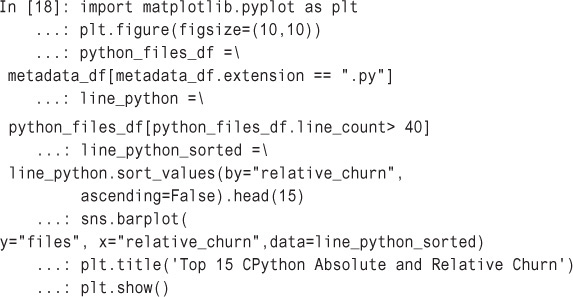 In [18]: import matplotlib.pyplot as plt
...: plt.figure(figsize=(10,10))
...: python_files_df =\
metadata_df[metadata_df.extension == ".py"]
...: line_python =\
python_files_df[python_files_df.line_count> 40]
...: line_python_sorted =\
line_python.sort_values(by="relative_churn",
ascending=False).head(15)
...: sns.barplot(
y="files", x="relative_churn",data=line_python_sorted)
...: plt.title('Top 15 CPython Absolute and Relative Churn')
...: plt.show()